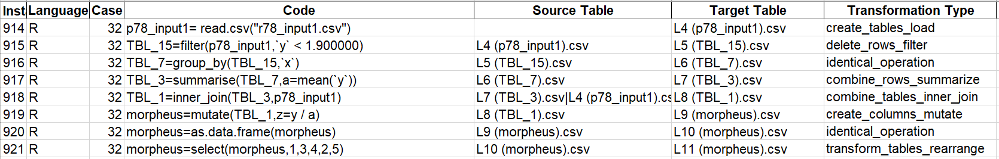 Inst Language Case Code Source Table Target Table Transformation Type
914 R 32 p78_input1= read.csv("r78_input1.csv") L4 (p78_input1).csv create_tables_load
915 R 32 TBL_15=filter(p78_input1,`y` < 1.900000) L4 (p78_input1).csv L5 (TBL_15).csv delete_rows_filter
916 R 32 TBL_7=group_by(TBL_15,`x`) L5 (TBL_15).csv L6 (TBL_7).csv identical_operation
917 R 32 TBL_3=summarise(TBL_7,a=mean(`y`)) L6 (TBL_7).csv L7 (TBL_3).csv combine_rows_summarize
918 R 32 TBL_1=inner_join(TBL_3,p78_input1) L7 (TBL_3).csv|L4 (p78_input1).cs L8 (TBL_1).csv combine_tables_inner_join
919 R 32 morpheus=mutate(TBL_1,z=y / a) L8 (TBL_1).csv L9 (morpheus).csv create_columns_mutate
920 R 32 morpheus=as.data.frame(morpheus) L9 (morpheus).csv L10 (morpheus).csv identical_operation
921 R 32 morpheus=select(morpheus,1,3,4,2,5) L10 (morpheus).csv L11 (morpheus).csv transform_tables_rearrange